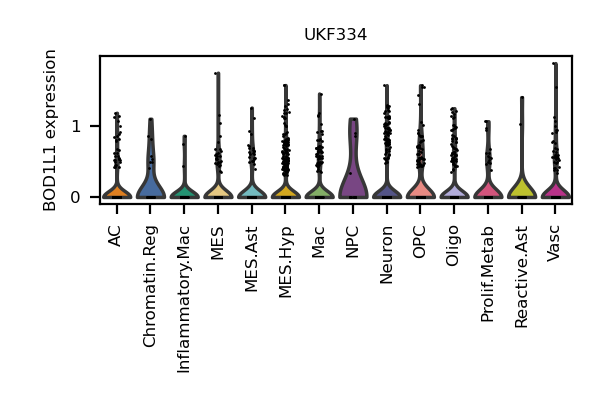 UKF334
BOD1L1 expression
1
0
AC
Chromatin.Reg
Inflammatory.Mac
MES
MES.Ast
MES.Hyp
Mac
NPC
Neuron
OPC
Oligo
Prolif.Metab
Reactive.Ast
Vasc